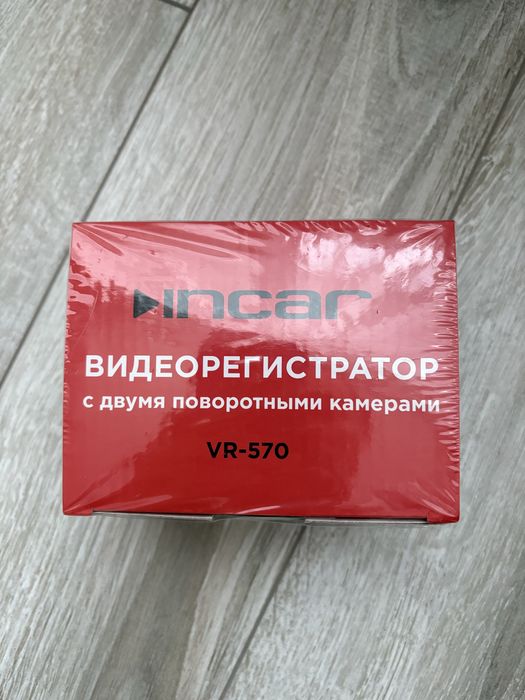 incar
ВИДЕОРЕГИСТРАТОР
с двумя поворотными камерами
VR-570